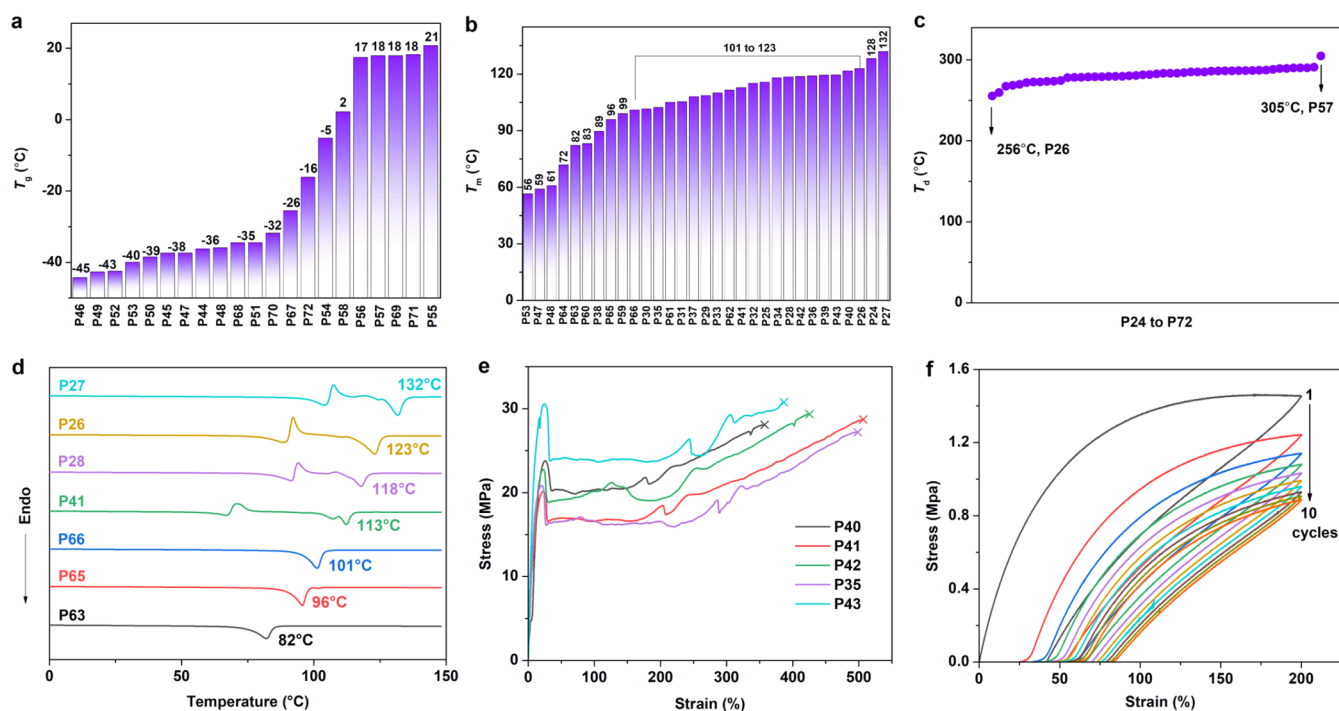 a
Tg (°C)
20
0
-20
-40
-45
-43
-40
-39
-38
-36
-35
-32
-26
-16
-5
2
17
18
18
18
21
P46 P49 P52 P53 P50 P45 P47 P44 P48 P68 P51 P70 P67 P72 P54 P58 P56 P57 P69 P71 P55
b
Tm (°C)
120
90
60
30
0
56
59
61
72
82
83
89
96
99
101 to 123
128
132
P53 P47 P48 P64 P63 P60 P38 P65 P59 P66 P30 P35 P61 P31 P37 P29 P33 P62 P41 P32 P25 P34 P28 P42 P36 P39 P43 P40 P26 P24 P27
c
Td (°C)
300
200
100
0
256°C, P26
305°C, P57
P24 to P72
d
Endo
P27
132°C
P26
123°C
P28
118°C
P41
113°C
P66
101°C
P65
96°C
P63
82°C
0 50 100 150
Temperature (°C)
e
Stress (MPa)
30
20
10
0
P40
P41
P42
P35
P43
0 100 200 300 400 500
Strain (%)
f
Stress (Mpa)
1.6
1.2
0.8
0.4
0.0
1
10
cycles
0 50 100 150 200
Strain (%)